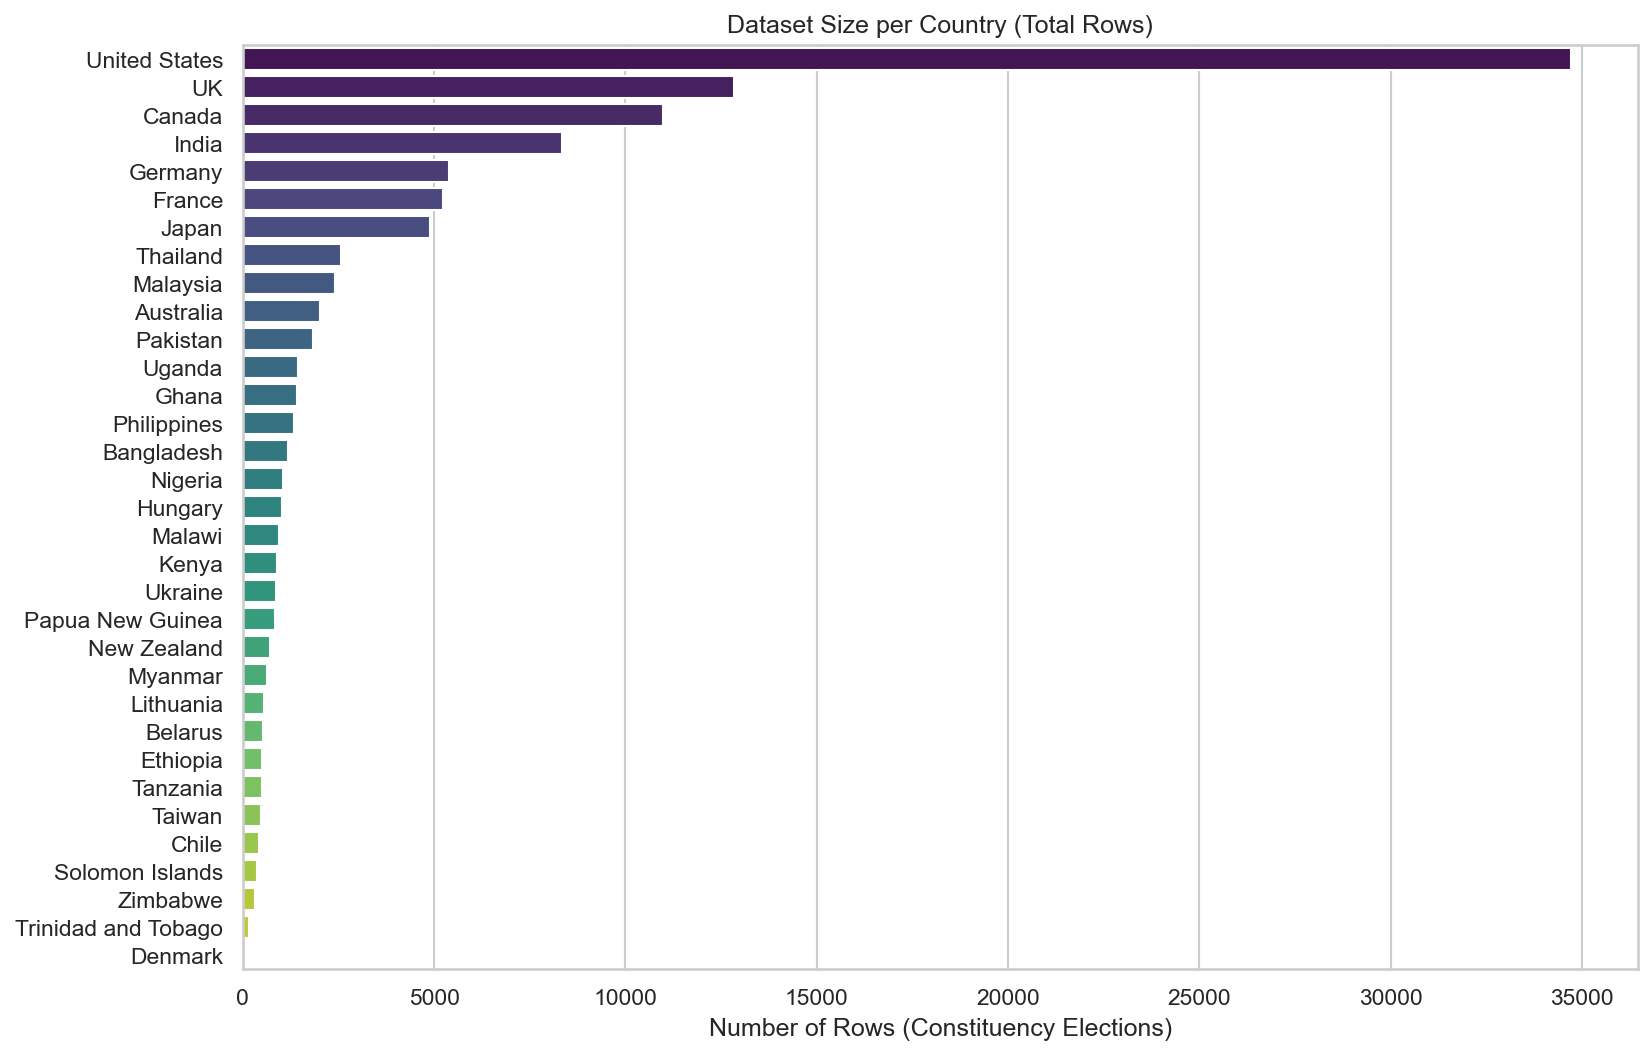 Dataset Size per Country (Total Rows)
United States
UK
Canada
India
Germany
France
Japan
Thailand
Malaysia
Australia
Pakistan
Uganda
Ghana
Philippines
Bangladesh
Nigeria
Hungary
Malawi
Kenya
Ukraine
Papua New Guinea
New Zealand
Myanmar
Lithuania
Belarus
Ethiopia
Tanzania
Taiwan
Chile
Solomon Islands
Zimbabwe
Trinidad and Tobago
Denmark
0 5000 10000 15000 20000 25000 30000 35000
Number of Rows (Constituency Elections)